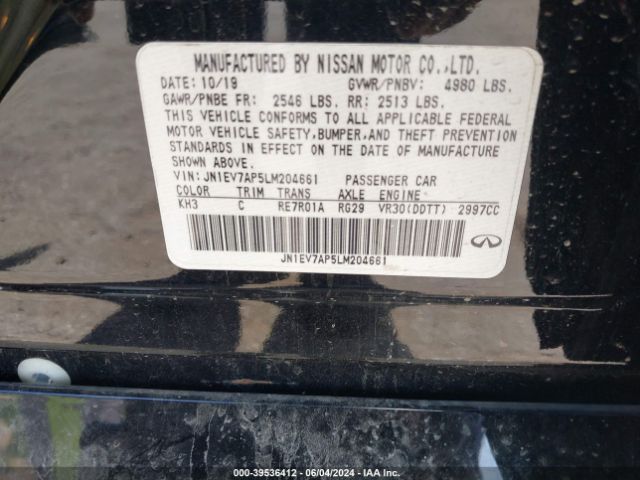 MANUFACTURED BY NISSAN MOTOR CO.,LTD.
DATE: 10/19 GVWR/PNBV: 4980 LBS.
GAWR/PNBE FR: 2546 LBS. RR: 2513 LBS.
THIS VEHICLE CONFORMS TO ALL APPLICABLE FEDERAL
MOTOR VEHICLE SAFETY, BUMPER, AND THEFT PREVENTION
STANDARDS IN EFFECT ON THE DATE OF MANUFACTURE
SHOWN ABOVE.
VIN: JN1EV7AP5LM204661 PASSENGER CAR
COLOR TRIM TRANS AXLE ENGINE
KH3 C RE7R01A RG29 VR30(DDTT) 2997CC
JN1EV7AP5LM204661
INFINITI
000-39536412 - 06/04/2024 - IAA Inc.